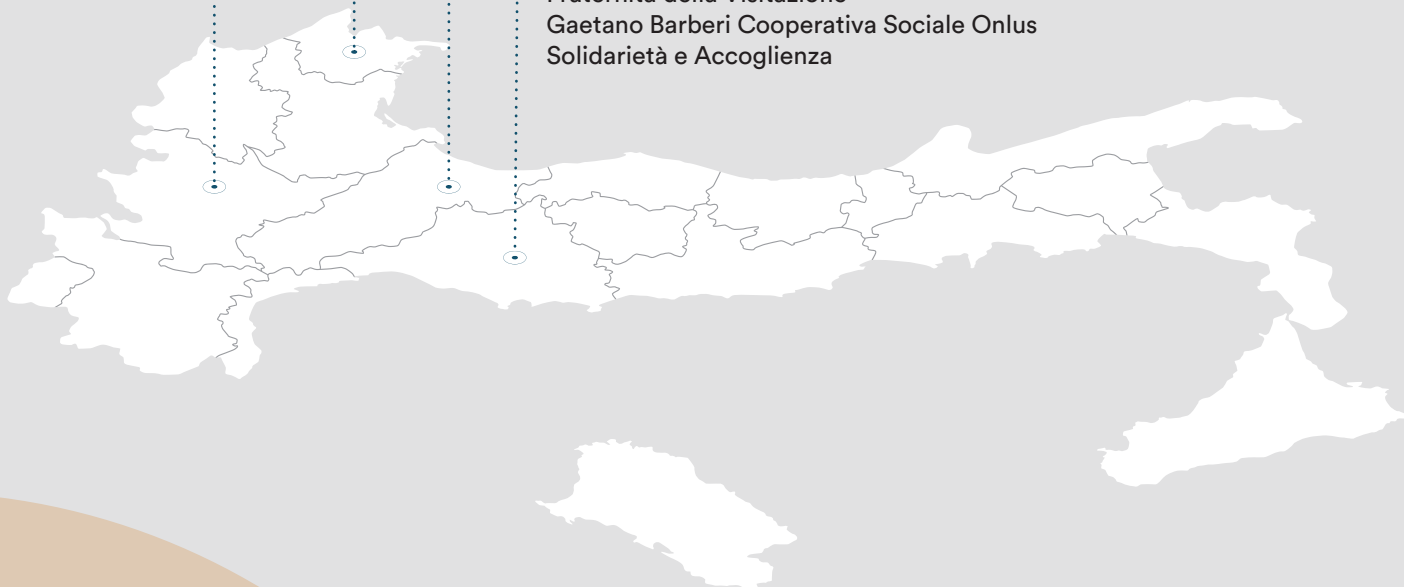 Fraternità della Visitazione
Gaetano Barberi Cooperativa Sociale Onlus
Solidarietà e Accoglienza